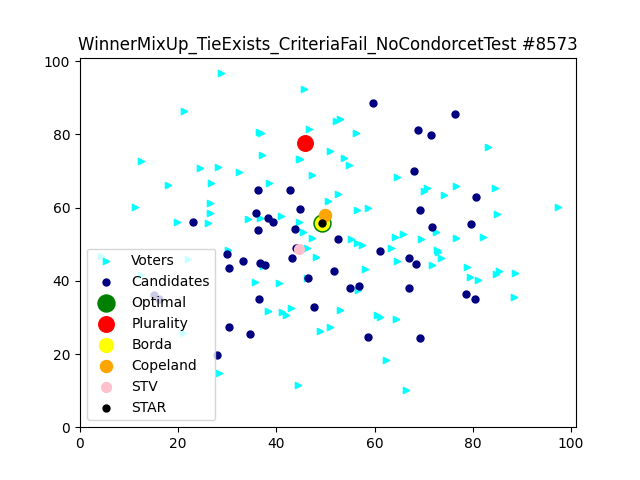 WinnerMixUp_TieExists_CriteriaFail_NoCondorcetTest #8573
100
80
60
40
20
0
Voters
Candidates
Optimal
Plurality
Borda
Copeland
STV
STAR
0 20 40 60 80 100